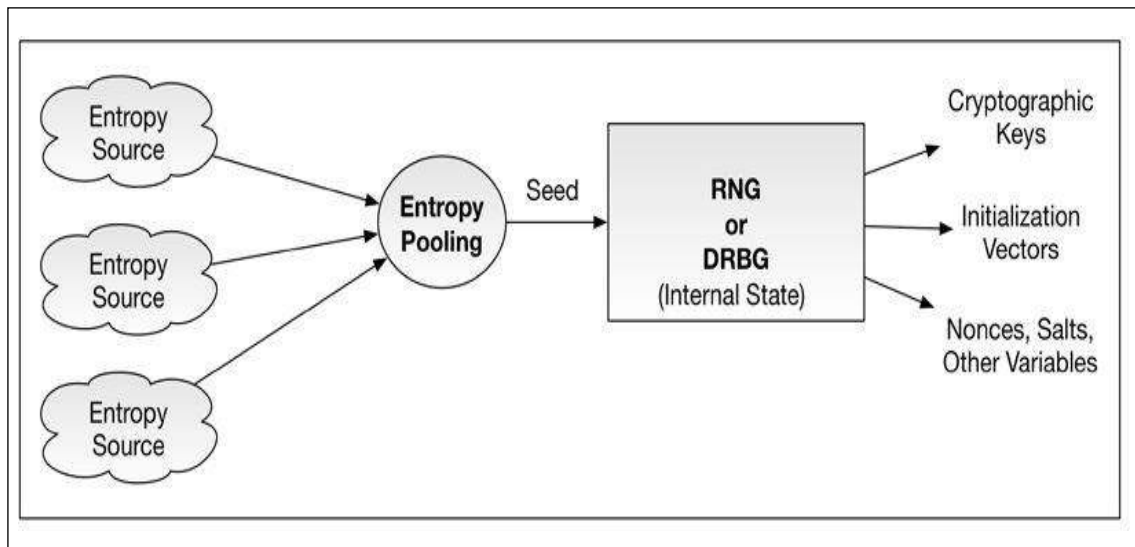 Entropy
Source
Entropy
Source
Entropy
Source
Entropy
Pooling
Seed
RNG
or
DRBG
(Internal State)
Cryptographic
Keys
Initialization
Vectors
Nonces, Salts,
Other Variables